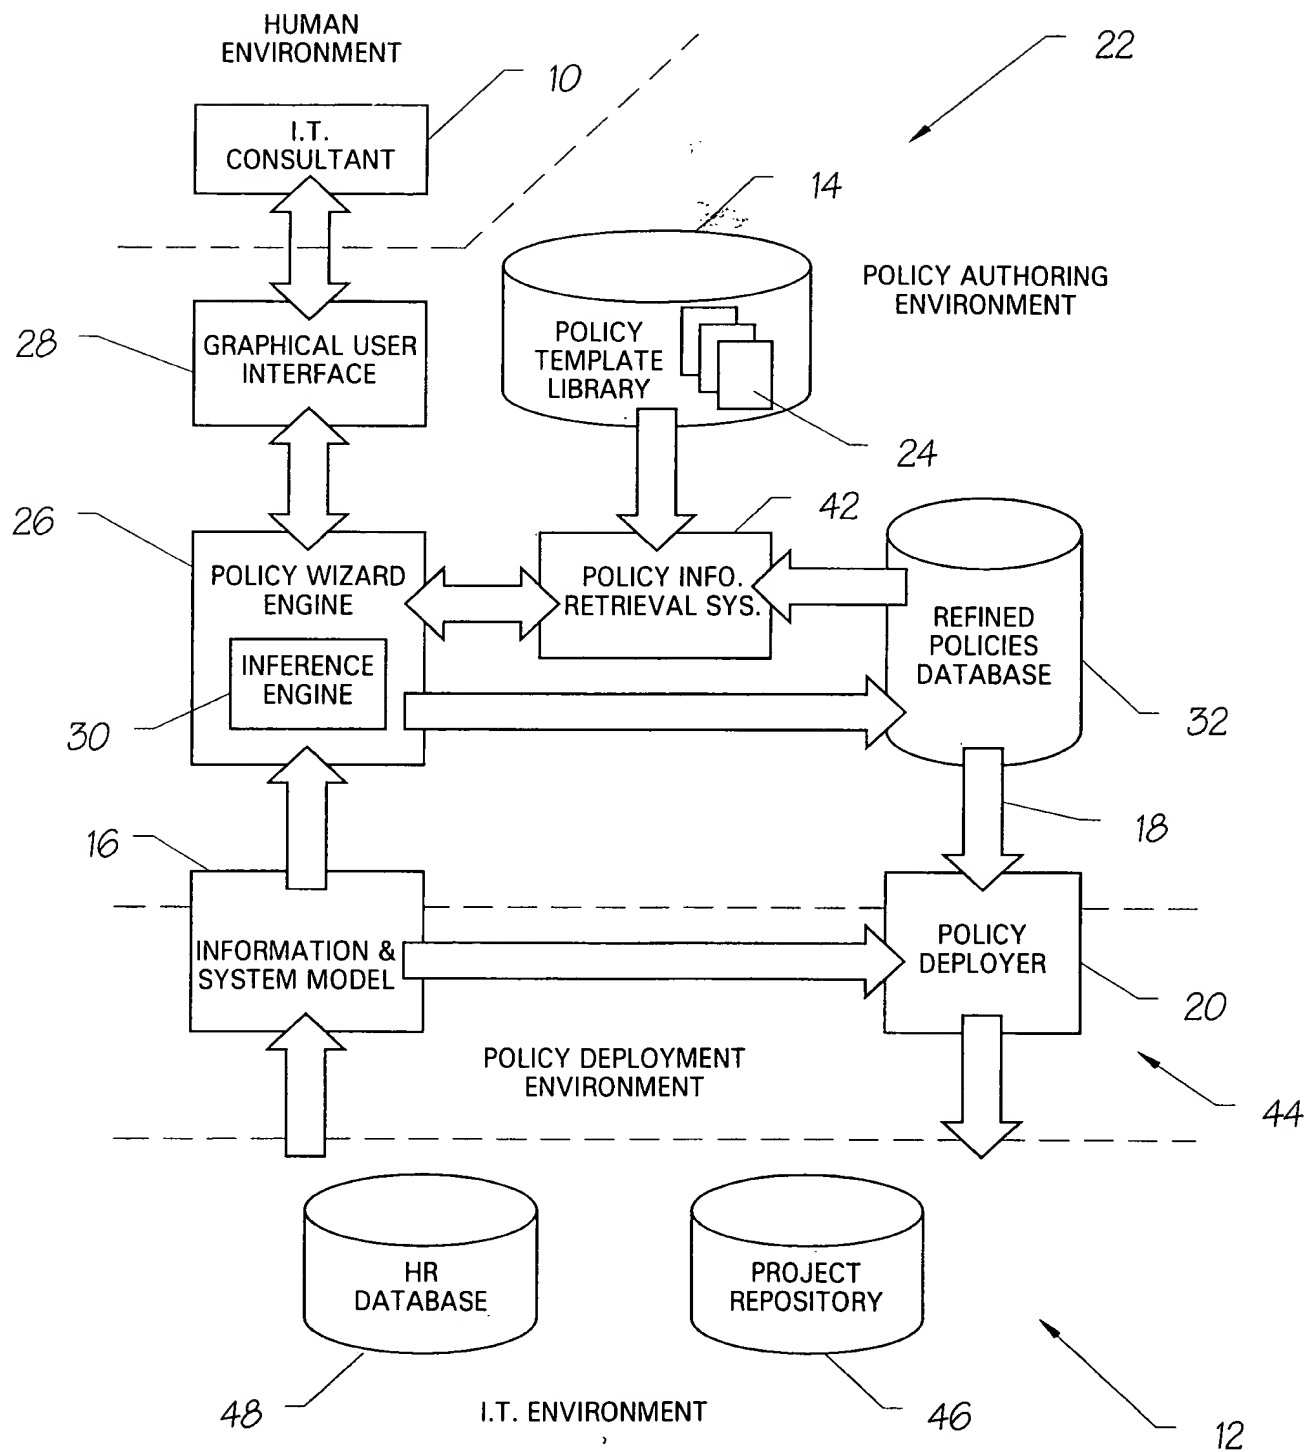 HUMAN
ENVIRONMENT
22
10
I.T.
CONSULTANT
14
POLICY AUTHORING
ENVIRONMENT
28
GRAPHICAL USER
INTERFACE
POLICY
TEMPLATE
LIBRARY
24
26
42
POLICY WIZARD
ENGINE
POLICY INFO.
RETRIEVAL SYS.
REFINED
POLICIES
DATABASE
INFERENCE
ENGINE
30
32
16
18
INFORMATION &
SYSTEM MODEL
POLICY
DEPLOYER
20
POLICY DEPLOYMENT
ENVIRONMENT
44
HR
DATABASE
PROJECT
REPOSITORY
48
46
I.T. ENVIRONMENT
12